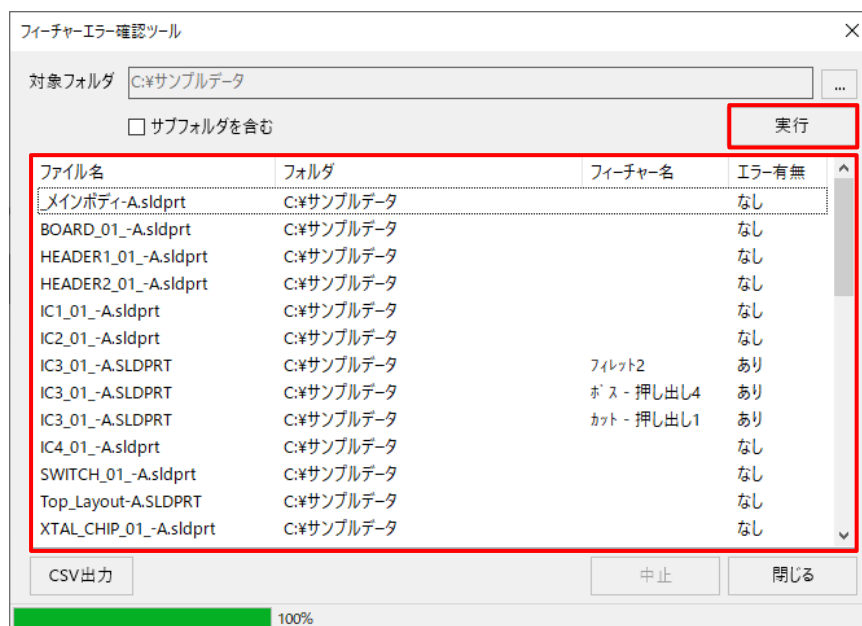 フィーチャーエラー確認ツール
対象フォルダ C:¥サンプルデータ ...
サブフォルダを含む 実行
ファイル名 フォルダ フィーチャー名 エラー有無
_メインボディ-A.sldprt C:¥サンプルデータ なし
BOARD_01_-A.sldprt C:¥サンプルデータ なし
HEADER1_01_-A.sldprt C:¥サンプルデータ なし
HEADER2_01_-A.sldprt C:¥サンプルデータ なし
IC1_01_-A.sldprt C:¥サンプルデータ なし
IC2_01_-A.sldprt C:¥サンプルデータ なし
IC3_01_-A.SLDPRT C:¥サンプルデータ フィレット2 あり
IC3_01_-A.SLDPRT C:¥サンプルデータ ボス - 押し出し4 あり
IC3_01_-A.SLDPRT C:¥サンプルデータ カット - 押し出し1 あり
IC4_01_-A.sldprt C:¥サンプルデータ なし
SWITCH_01_-A.sldprt C:¥サンプルデータ なし
Top_Layout-A.SLDPRT C:¥サンプルデータ なし
XTAL_CHIP_01_-A.sldprt C:¥サンプルデータ なし
CSV出力 中止 閉じる
100%